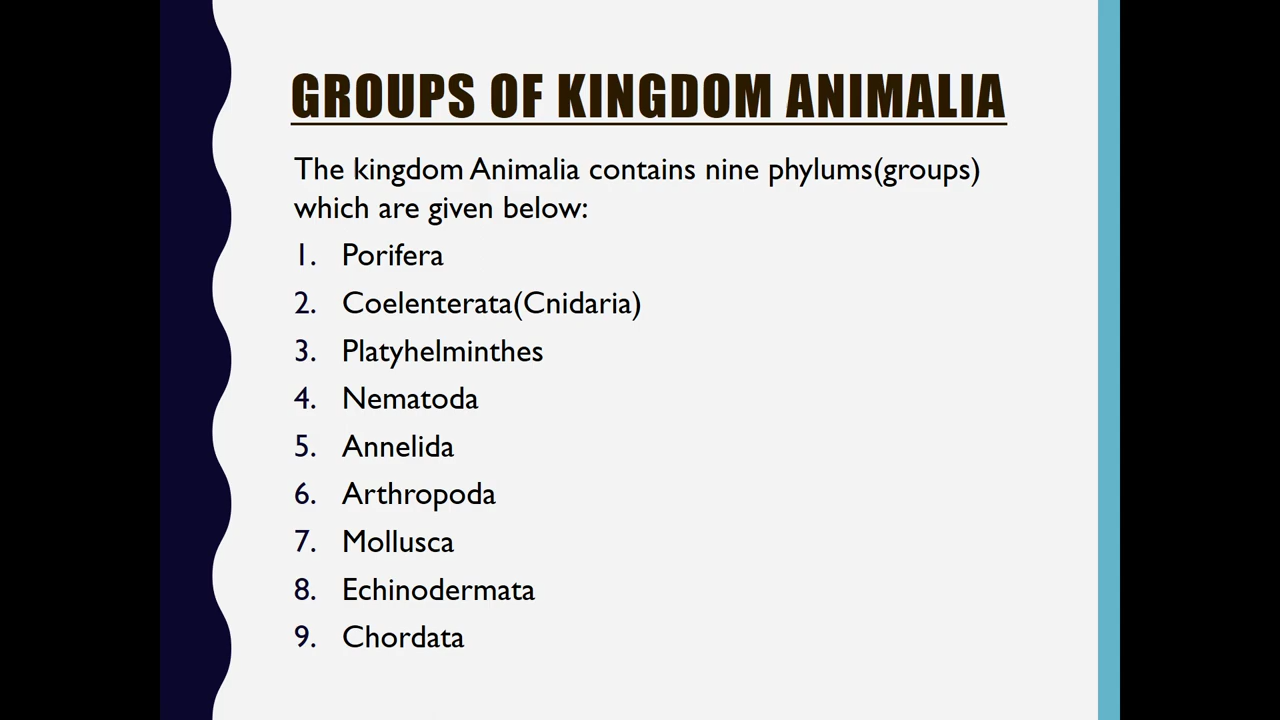 GROUPS OF KINGDOM ANIMALIA
The kingdom Animalia contains nine phylums(groups)
which are given below:
1. Porifera
2. Coelenterata(Cnidaria)
3. Platyhelminthes
4. Nematoda
5. Annelida
6. Arthropoda
7. Mollusca
8. Echinodermata
9. Chordata